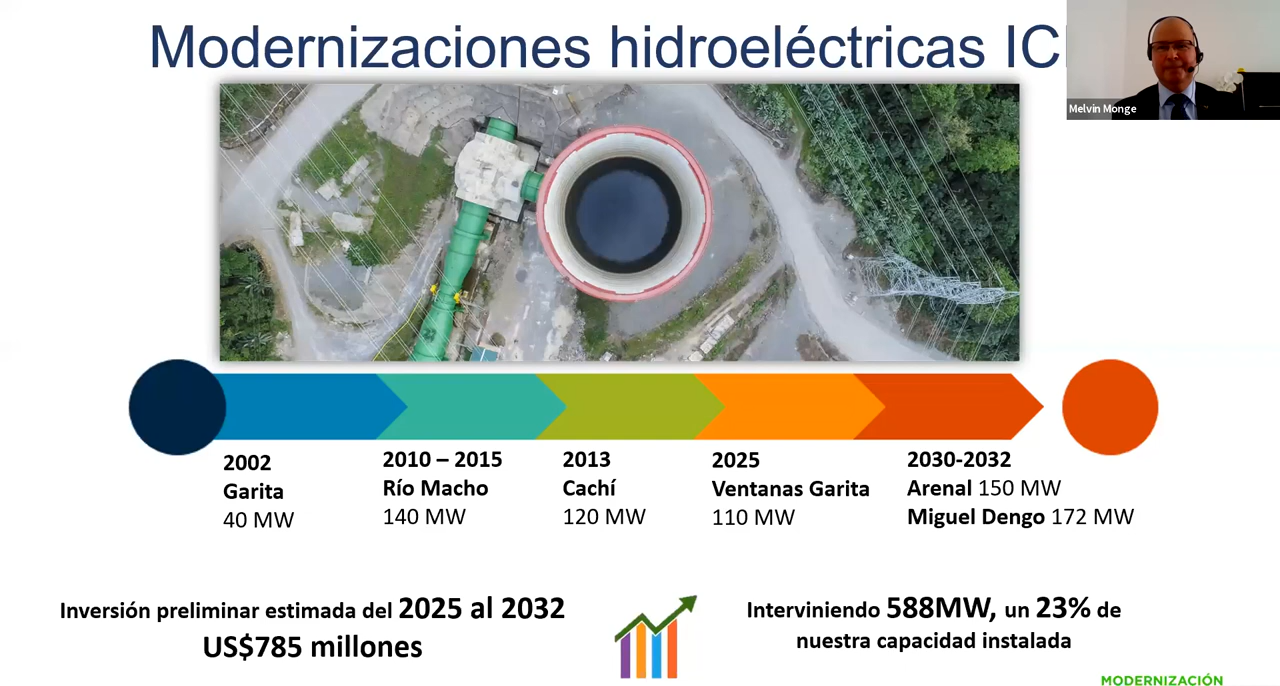 Modernizaciones hidroeléctricas IC
Melvin Monge
2002
Garita
40 MW
2010 – 2015
Río Macho
140 MW
2013
Cachí
120 MW
2025
Ventanas Garita
110 MW
2030-2032
Arenal 150 MW
Miguel Dengo 172 MW
Inversión preliminar estimada del 2025 al 2032
US$785 millones
Interviniendo 588MW, un 23% de
nuestra capacidad instalada
MODERNIZACIÓN